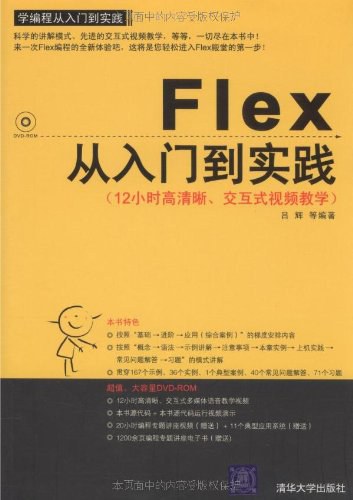 学编程从入门到实践
本页面中的内容受版权保护
科学的讲解模式、先进的交互式视频教学，等等，一切尽在本书中！
来一次Flex编程的全新体验吧，这将是您轻松进入Flex殿堂的第一步！
DVD-ROM
Flex
从入门到实践
（12小时高清晰、交互式视频教学）
吕 辉 等编著
本书特色
按照“基础→进阶→应用（综合案例）”的梯度安排内容
按照“概念→语法→示例讲解→注意事项→本章实例→上机实践→
常见问题解答→习题”的模式讲解
贯穿167个示例、36个实例、1个典型案例、40个常见问题解答、71个习题
超值、大容量DVD-ROM
12小时高清晰、交互式多媒体语音教学视频
本书源代码＋本书源代码运行视频演示
20小时编程专题讲座视频（赠送）＋11个典型应用系统（赠送）
1200余页编程专题讲座电子书（赠送）
本页面中的内容受版权保护
清华大学出版社